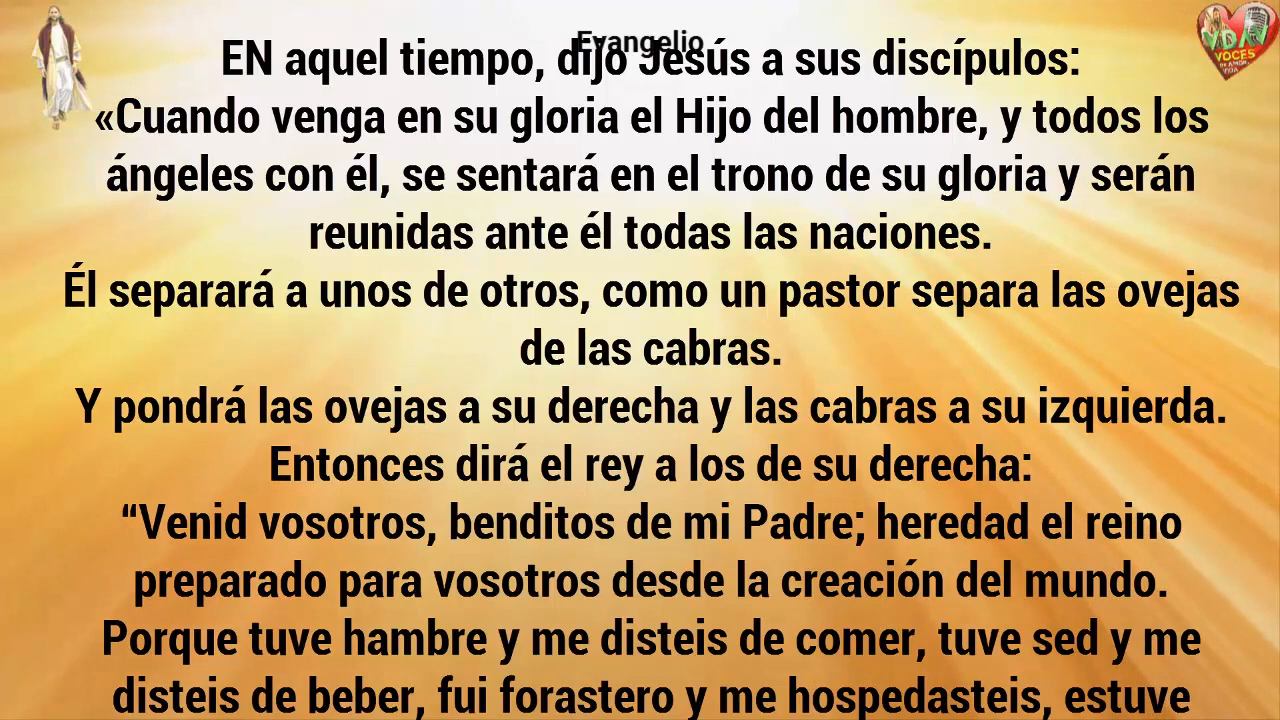 Evangelio
EN aquel tiempo, dijo Jesús a sus discípulos:
«Cuando venga en su gloria el Hijo del hombre, y todos los
ángeles con él, se sentará en el trono de su gloria y serán
reunidas ante él todas las naciones.
Él separará a unos de otros, como un pastor separa las ovejas
de las cabras.
Y pondrá las ovejas a su derecha y las cabras a su izquierda.
Entonces dirá el rey a los de su derecha:
“Venid vosotros, benditos de mi Padre; heredad el reino
preparado para vosotros desde la creación del mundo.
Porque tuve hambre y me disteis de comer, tuve sed y me
disteis de beber, fui forastero y me hospedasteis, estuve
VDAV
VOCES